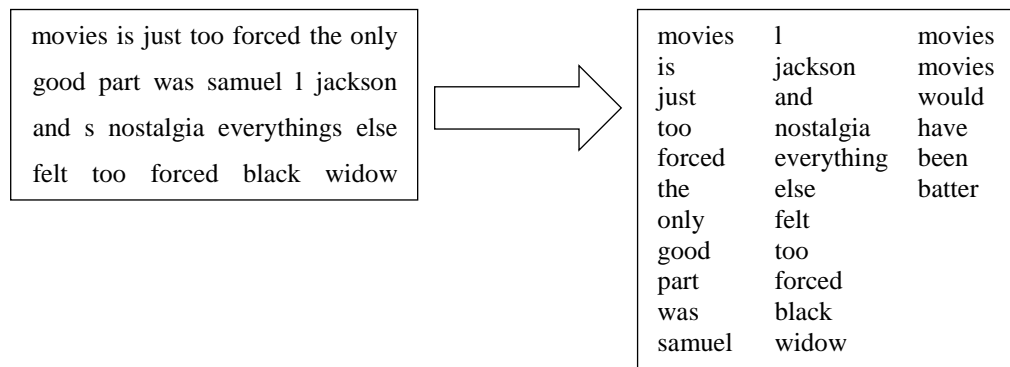 movies is just too forced the only
good part was samuel l jackson
and s nostalgia everythings else
felt too forced black widow
movies
is
just
too
forced
the
only
good
part
was
samuel
l
jackson
and
nostalgia
everything
else
felt
too
forced
black
widow
movies
movies
would
have
been
batter